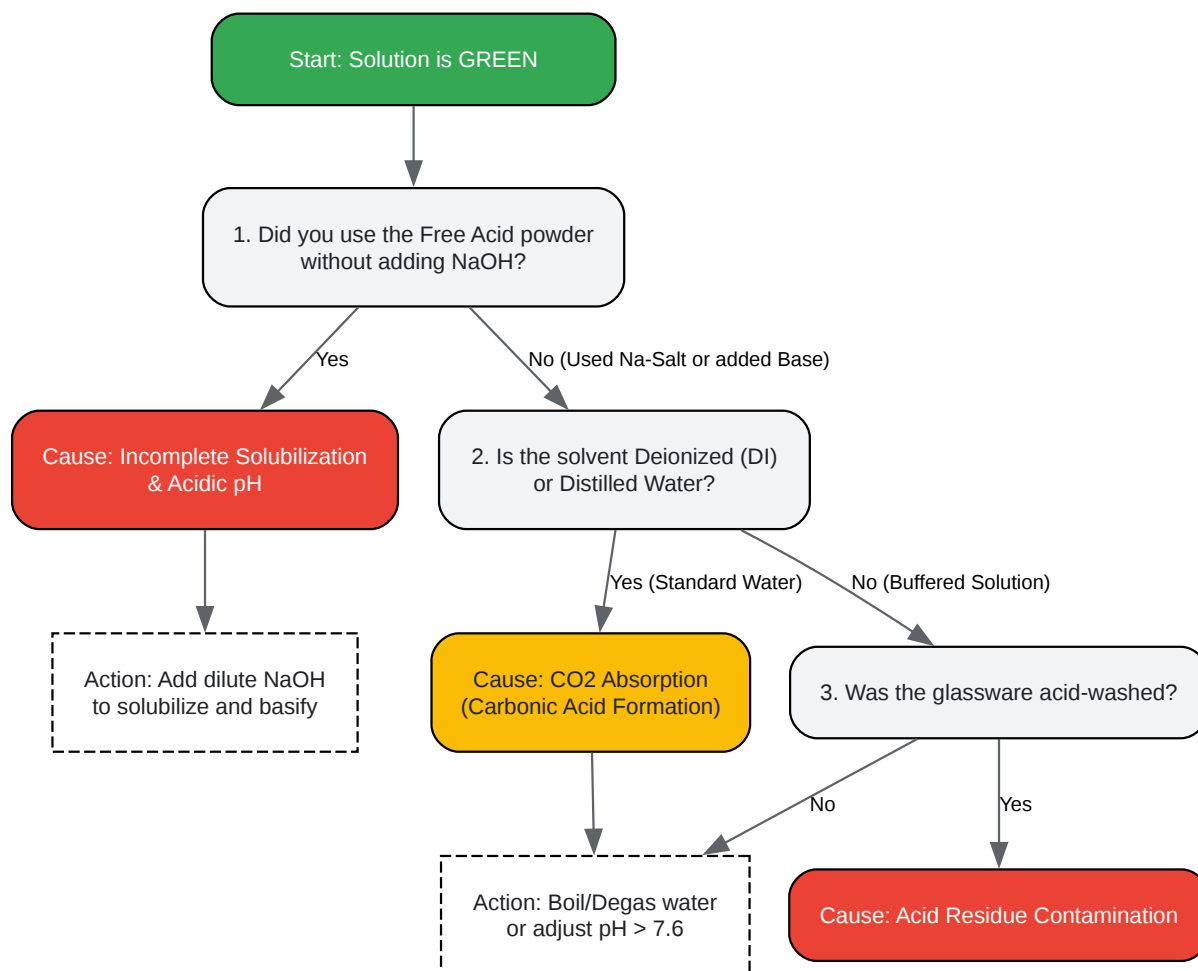 Start: Solution is GREEN
1. Did you use the Free Acid powder
without adding NaOH?
Yes
No (Used Na-Salt or added Base)
Cause: Incomplete Solubilization
& Acidic pH
2. Is the solvent Deionized (DI)
or Distilled Water?
Yes (Standard Water)
No (Buffered Solution)
Action: Add dilute NaOH
to solubilize and basify
Cause: CO2 Absorption
(Carbonic Acid Formation)
3. Was the glassware acid-washed?
No
Yes
Action: Boil/Degas water
or adjust pH > 7.6
Cause: Acid Residue Contamination